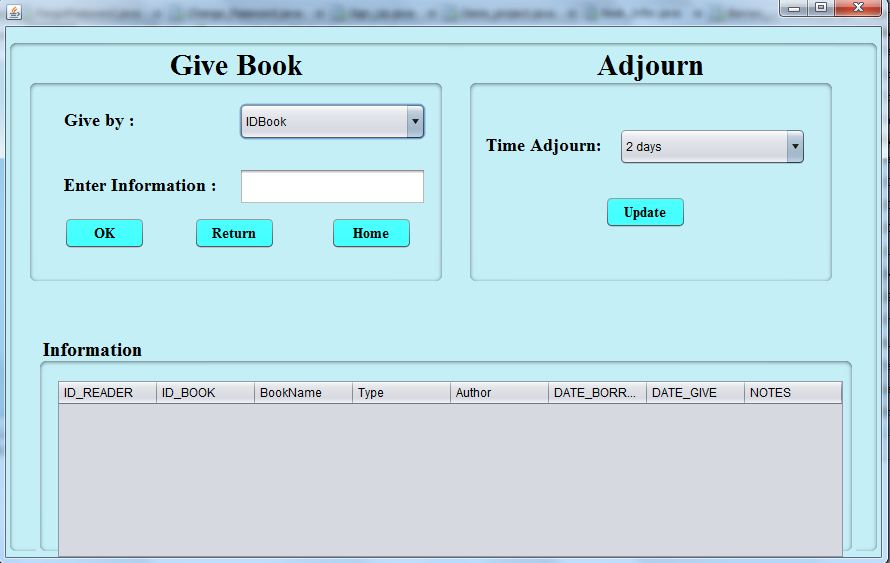 Give Book
Give by :
IDBook
Enter Information :
OK
Return
Home
Adjourn
Time Adjourn:
2 days
Update
Information
ID_READER ID_BOOK BookName Type Author DATE_BORR... DATE_GIVE NOTES